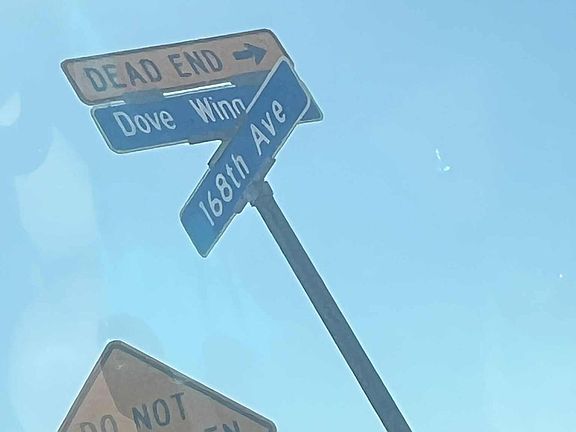 DEAD END
Dove Wing
168th Ave
DO NOT